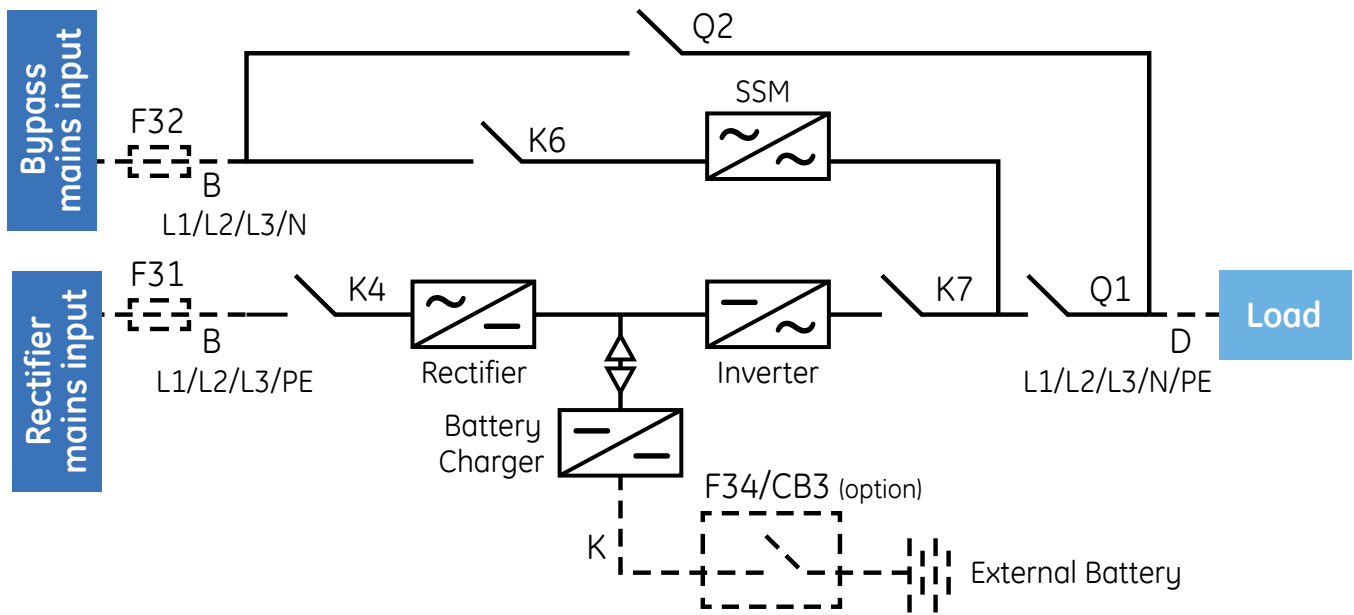 Bypass
mains input
F32
B
L1/L2/L3/N
Q2
K6
SSM
Rectifier
mains input
F31
B
L1/L2/L3/PE
K4
Rectifier
Inverter
K7
Q1
D
L1/L2/L3/N/PE
Load
Battery
Charger
K
F34/CB3 (option)
External Battery